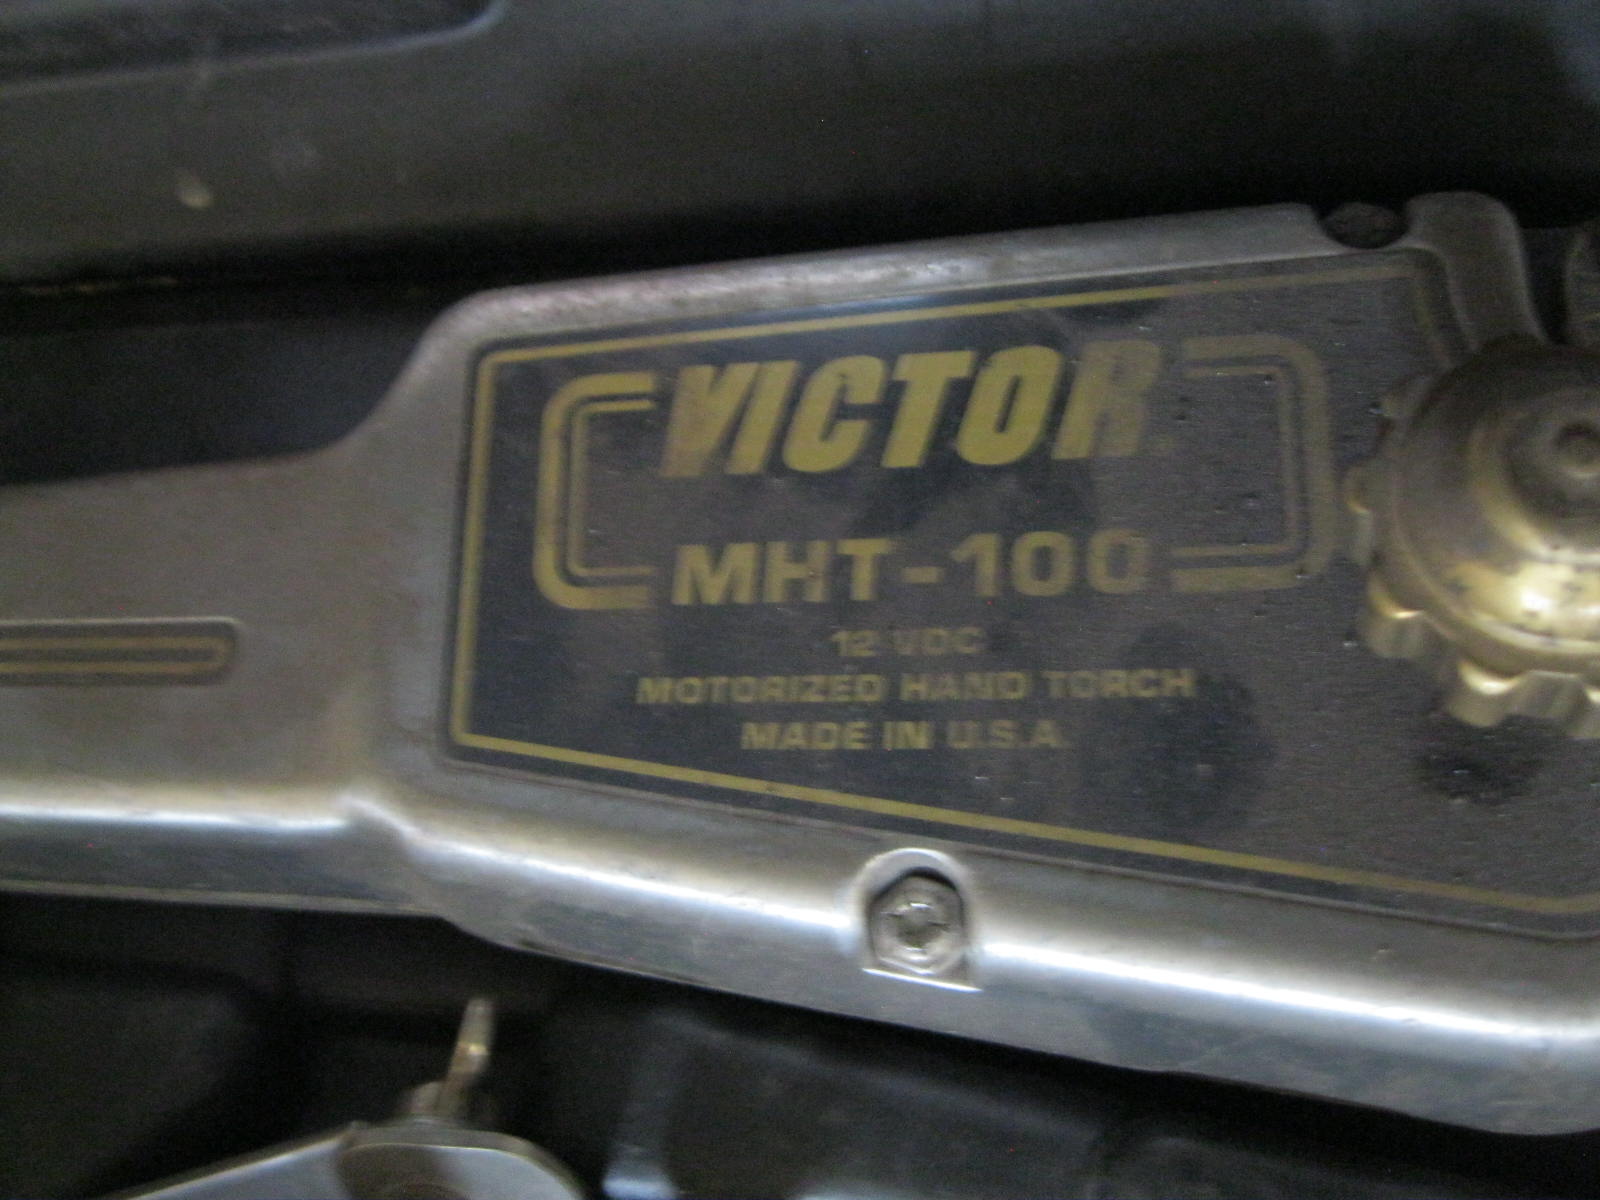 VICTOR
MHT-100
12 VDC
MOTORIZED HAND TORCH
MADE IN U.S.A.